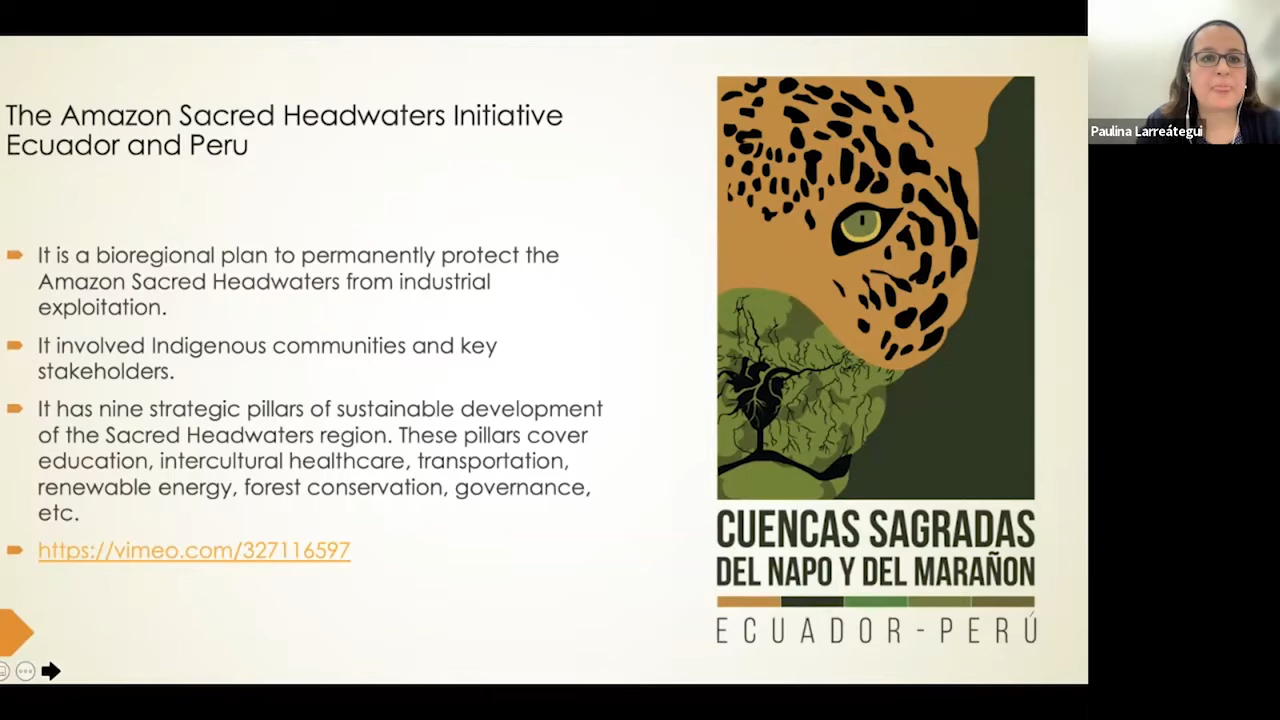 The Amazon Sacred Headwaters Initiative
Ecuador and Peru
It is a bioregional plan to permanently protect the
Amazon Sacred Headwaters from industrial
exploitation.
It involved Indigenous communities and key
stakeholders.
It has nine strategic pillars of sustainable development
of the Sacred Headwaters region. These pillars cover
education, intercultural healthcare, transportation,
renewable energy, forest conservation, governance,
etc.
https://vimeo.com/327116597
CUENCAS SAGRADAS
DEL NAPO Y DEL MARAÑON
ECUADOR-PERÚ
Paulina Larreátegui